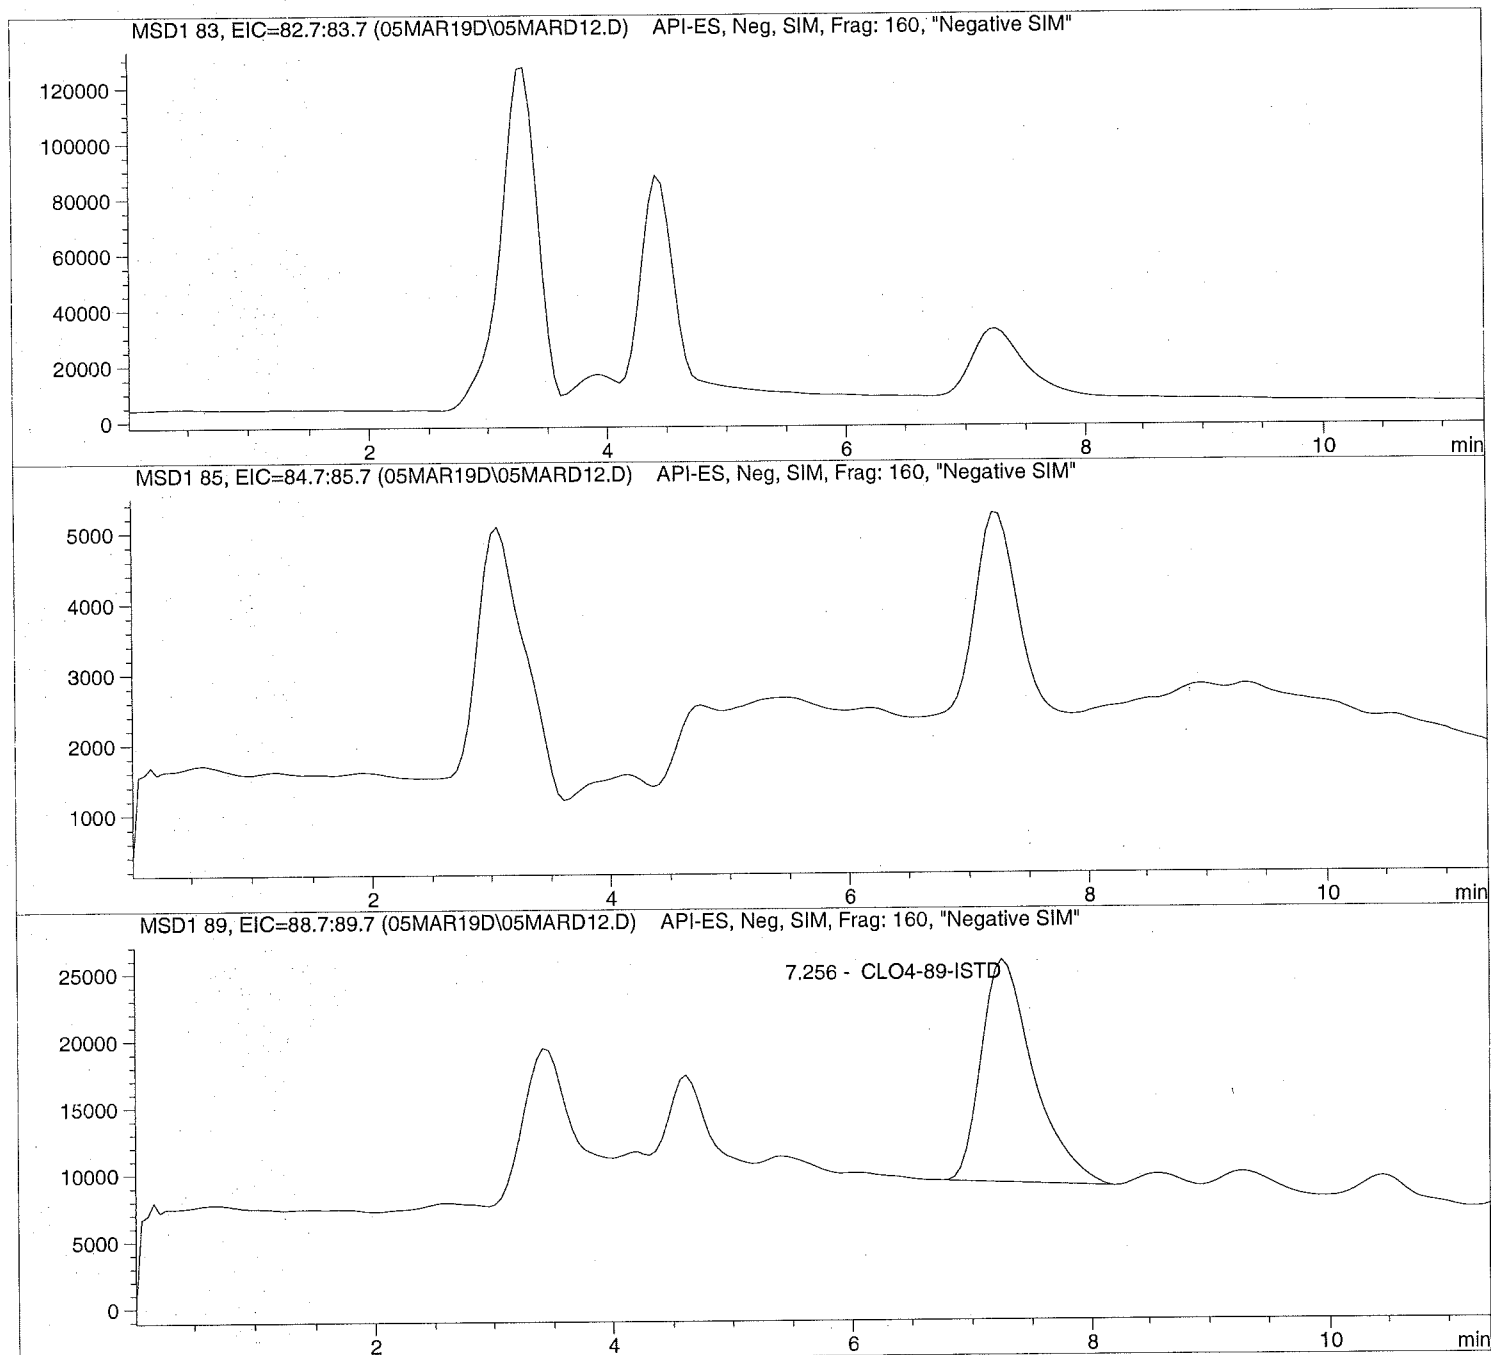 MSD1 83, EIC=82.7:83.7 (05MAR19D\05MARD12.D) API-ES, Neg, SIM, Frag: 160, "Negative SIM"
120000
100000
80000
60000
40000
20000
0
2 4 6 8 10 min
MSD1 85, EIC=84.7:85.7 (05MAR19D\05MARD12.D) API-ES, Neg, SIM, Frag: 160, "Negative SIM"
5000
4000
3000
2000
1000
2 4 6 8 10 min
MSD1 89, EIC=88.7:89.7 (05MAR19D\05MARD12.D) API-ES, Neg, SIM, Frag: 160, "Negative SIM"
7.256 - CLO4-89-ISTD
25000
20000
15000
10000
5000
0
2 4 6 8 10 min